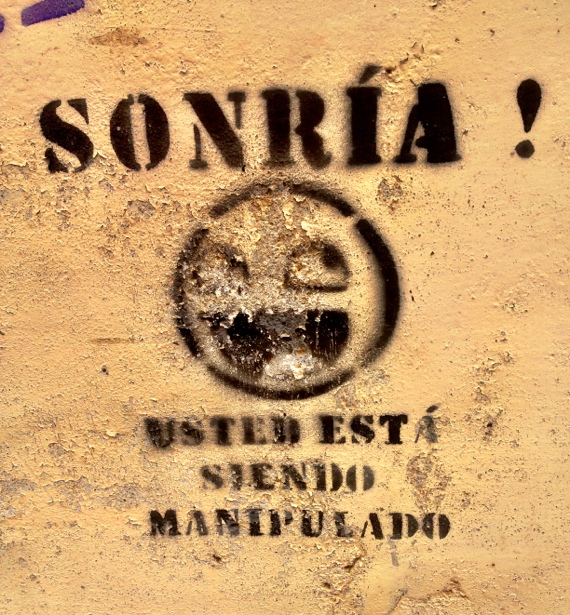 SONRÍA !
USTED ESTÁ
SIENDO
MANIPULADO